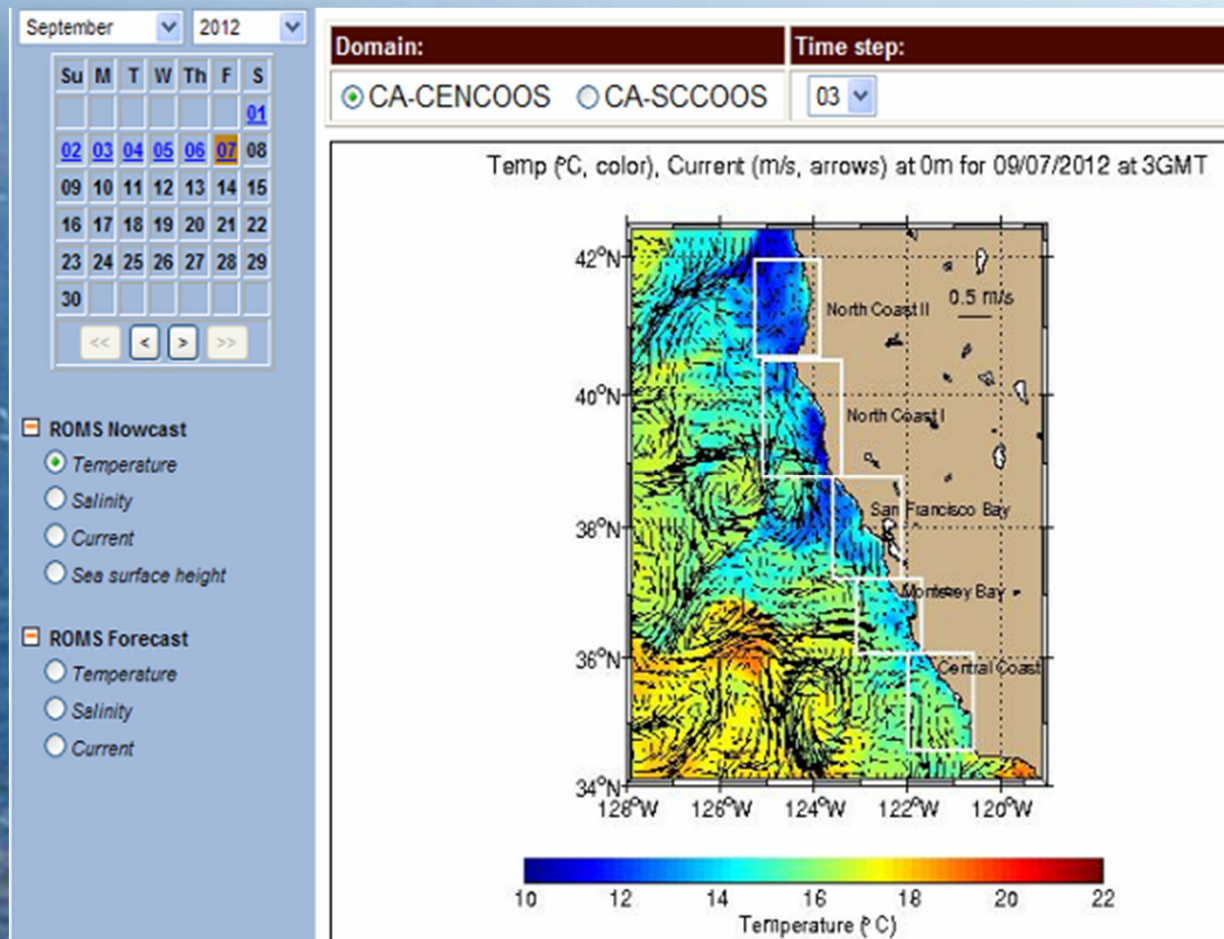 September 2012
Su M T W Th F S
01
02 03 04 05 06 07 08
09 10 11 12 13 14 15
16 17 18 19 20 21 22
23 24 25 26 27 28 29
30
<< < > >>
ROMS Nowcast
Temperature
Salinity
Current
Sea surface height
ROMS Forecast
Temperature
Salinity
Current
Domain: Time step:
CA-CENCOOS CA-SCCOOS 03
Temp (°C, color), Current (m/s, arrows) at 0m for 09/07/2012 at 3GMT
42°N
0.5 m/s
North Coast II
40°N
North Coast I
San Francisco Bay
38°N
Monterey Bay
36°N
Central Coast
34°N
128°W 126°W 124°W 122°W 120°W
10 12 14 16 18 20 22
Temperature (°C)